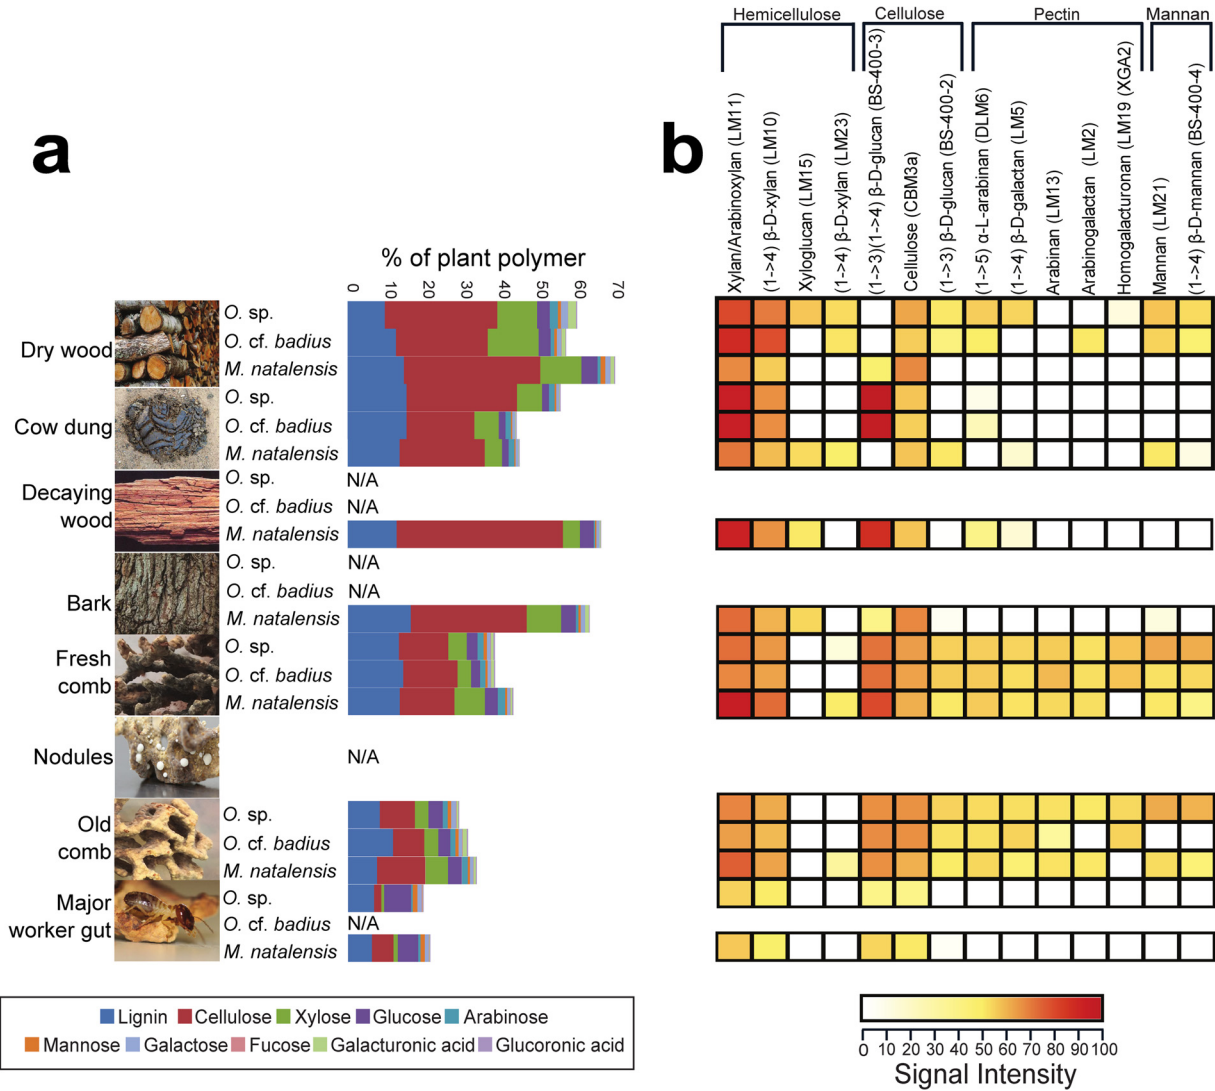 a
% of plant polymer
0 10 20 30 40 50 60 70
Dry wood
O. sp.
O. cf. badius
M. natalensis
Cow dung
O. sp.
O. cf. badius
M. natalensis
Decaying
wood
O. sp. N/A
O. cf. badius N/A
M. natalensis
Bark
O. sp. N/A
O. cf. badius N/A
M. natalensis
Fresh
comb
O. sp.
O. cf. badius
M. natalensis
Nodules N/A
Old
comb
O. sp.
O. cf. badius
M. natalensis
Major
worker gut
O. sp.
O. cf. badius N/A
M. natalensis
Lignin Cellulose Xylose Glucose Arabinose
Mannose Galactose Fucose Galacturonic acid Glucoronic acid
b
Hemicellulose Cellulose Pectin Mannan
Xylan/Arabinoxylan (LM11)
(1->4) β-D-xylan (LM10)
Xyloglucan (LM15)
(1->4) β-D-xylan (LM23)
(1->3)(1->4) β-D-glucan (BS-400-3)
Cellulose (CBM3a)
(1->3) β-D-glucan (BS-400-2)
(1->5) α-L-arabinan (DLM6)
(1->4) β-D-galactan (LM5)
Arabinan (LM13)
Arabinogalactan (LM2)
Homogalacturonan (LM19 (XGA2)
Mannan (LM21)
(1->4) β-D-mannan (BS-400-4)
0 10 20 30 40 50 60 70 80 90 100
Signal Intensity